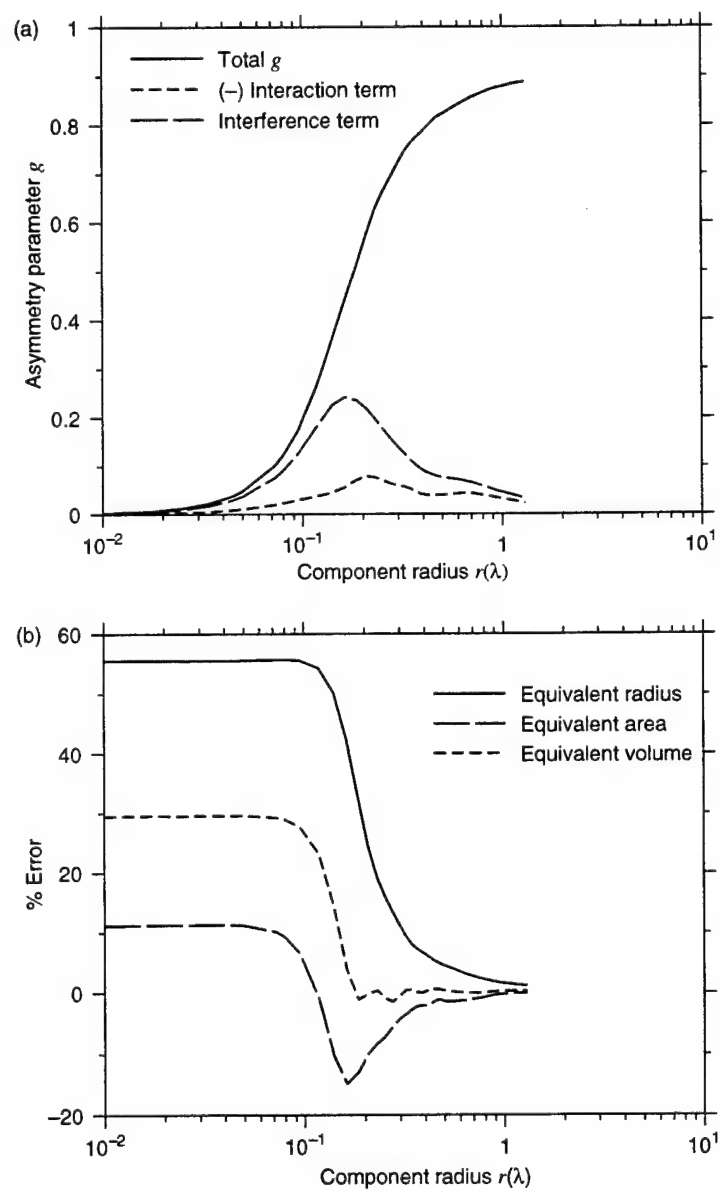 (a)
1
0.8
0.6
0.4
0.2
0
Asymmetry parameter g
Total g
(–) Interaction term
Interference term
10⁻² 10⁻¹ 1 10¹
Component radius r(λ)
(b)
60
40
20
0
–20
% Error
Equivalent radius
Equivalent area
Equivalent volume
10⁻² 10⁻¹ 1 10¹
Component radius r(λ)